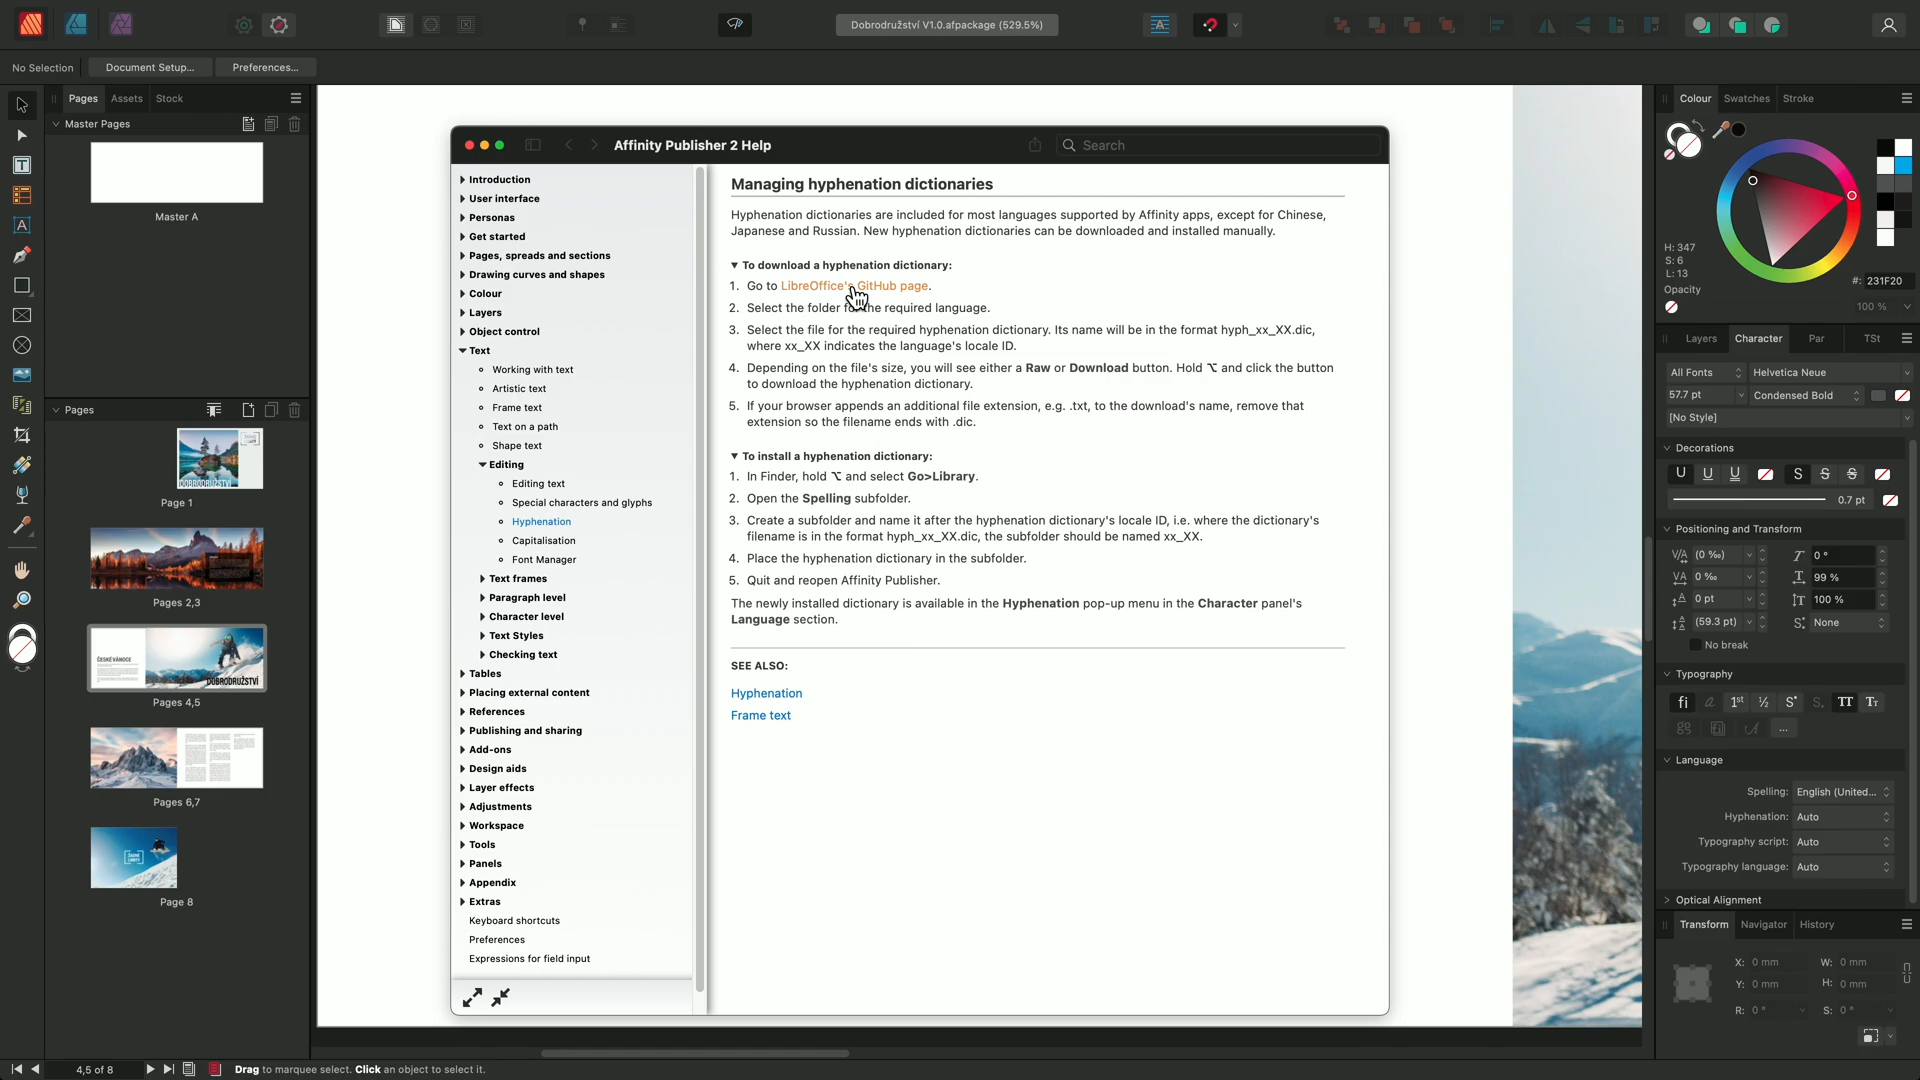 Dobrodružství V1.0.afpackage (529.5%)
No Selection
Document Setup...
Preferences...
Pages
Assets
Stock
Master Pages
Master A
Pages
Page 1
Pages 2,3
ČESKÉ VÁNOCE
DOBRODRUŽSTVÍ
Pages 4,5
Pages 6,7
Page 8
Affinity Publisher 2 Help
Search
Introduction
User interface
Personas
Get started
Pages, spreads and sections
Drawing curves and shapes
Colour
Layers
Object control
Text
Working with text
Artistic text
Frame text
Text on a path
Shape text
Editing
Editing text
Special characters and glyphs
Hyphenation
Capitalisation
Font Manager
Text frames
Paragraph level
Character level
Text Styles
Checking text
Tables
Placing external content
References
Publishing and sharing
Add-ons
Design aids
Layer effects
Adjustments
Workspace
Tools
Panels
Appendix
Extras
Keyboard shortcuts
Preferences
Expressions for field input
Managing hyphenation dictionaries
Hyphenation dictionaries are included for most languages supported by Affinity apps, except for Chinese,
Japanese and Russian. New hyphenation dictionaries can be downloaded and installed manually.
To download a hyphenation dictionary:
1. Go to LibreOffice's GitHub page.
2. Select the folder for the required language.
3. Select the file for the required hyphenation dictionary. Its name will be in the format hyph_xx_XX.dic,
where xx_XX indicates the language's locale ID.
4. Depending on the file's size, you will see either a Raw or Download button. Hold ⌥ and click the button
to download the hyphenation dictionary.
5. If your browser appends an additional file extension, e.g. .txt, to the download's name, remove that
extension so the filename ends with .dic.
To install a hyphenation dictionary:
1. In Finder, hold ⌥ and select Go>Library.
2. Open the Spelling subfolder.
3. Create a subfolder and name it after the hyphenation dictionary's locale ID, i.e. where the dictionary's
filename is in the format hyph_xx_XX.dic, the subfolder should be named xx_XX.
4. Place the hyphenation dictionary in the subfolder.
5. Quit and reopen Affinity Publisher.
The newly installed dictionary is available in the Hyphenation pop-up menu in the Character panel's
Language section.
SEE ALSO:
Hyphenation
Frame text
Colour
Swatches
Stroke
H: 347
S: 6
L: 13
#: 231F20
Opacity
100 %
Layers
Character
Par
TSt
All Fonts
Helvetica Neue
57.7 pt
Condensed Bold
[No Style]
Decorations
U U U S S S
0.7 pt
Positioning and Transform
(0 ‰)
0 °
0 ‰
99 %
0 pt
100 %
(59.3 pt)
None
No break
Typography
fi a 1st ½ S S TT Tt
...
Language
Spelling: English (United...
Hyphenation: Auto
Typography script: Auto
Typography language: Auto
Optical Alignment
Transform
Navigator
History
X: 0 mm
W: 0 mm
Y: 0 mm
H: 0 mm
R: 0 °
S: 0 °
4,5 of 8
Drag to marquee select. Click an object to select it.